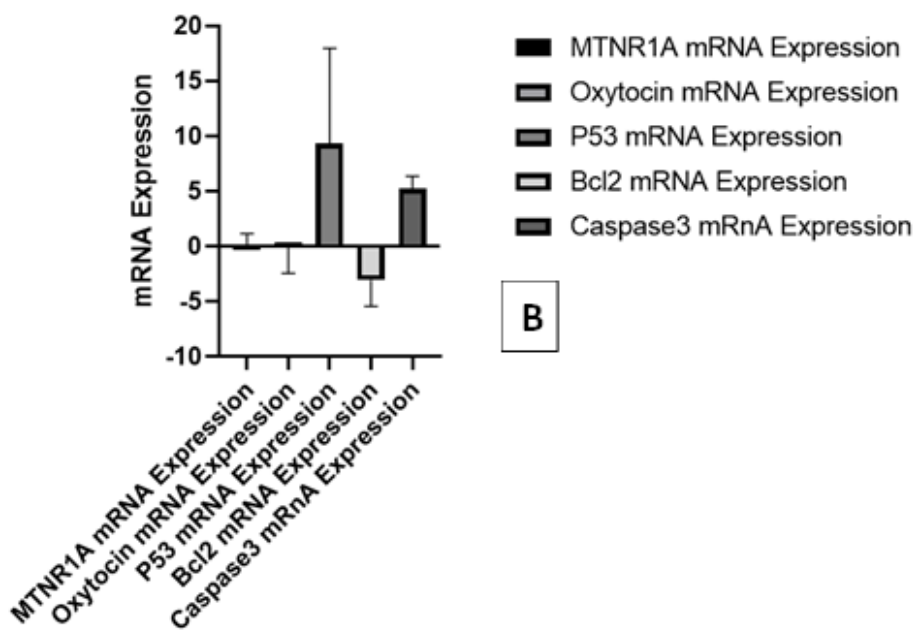 20
15
10
5
0
-5
-10
mRNA Expression
MTNR1A mRNA Expression
Oxytocin mRNA Expression
P53 mRNA Expression
Bcl2 mRNA Expression
Caspase3 mRnA Expression
MTNR1A mRNA Expression
Oxytocin mRNA Expression
P53 mRNA Expression
Bcl2 mRNA Expression
Caspase3 mRnA Expression
B